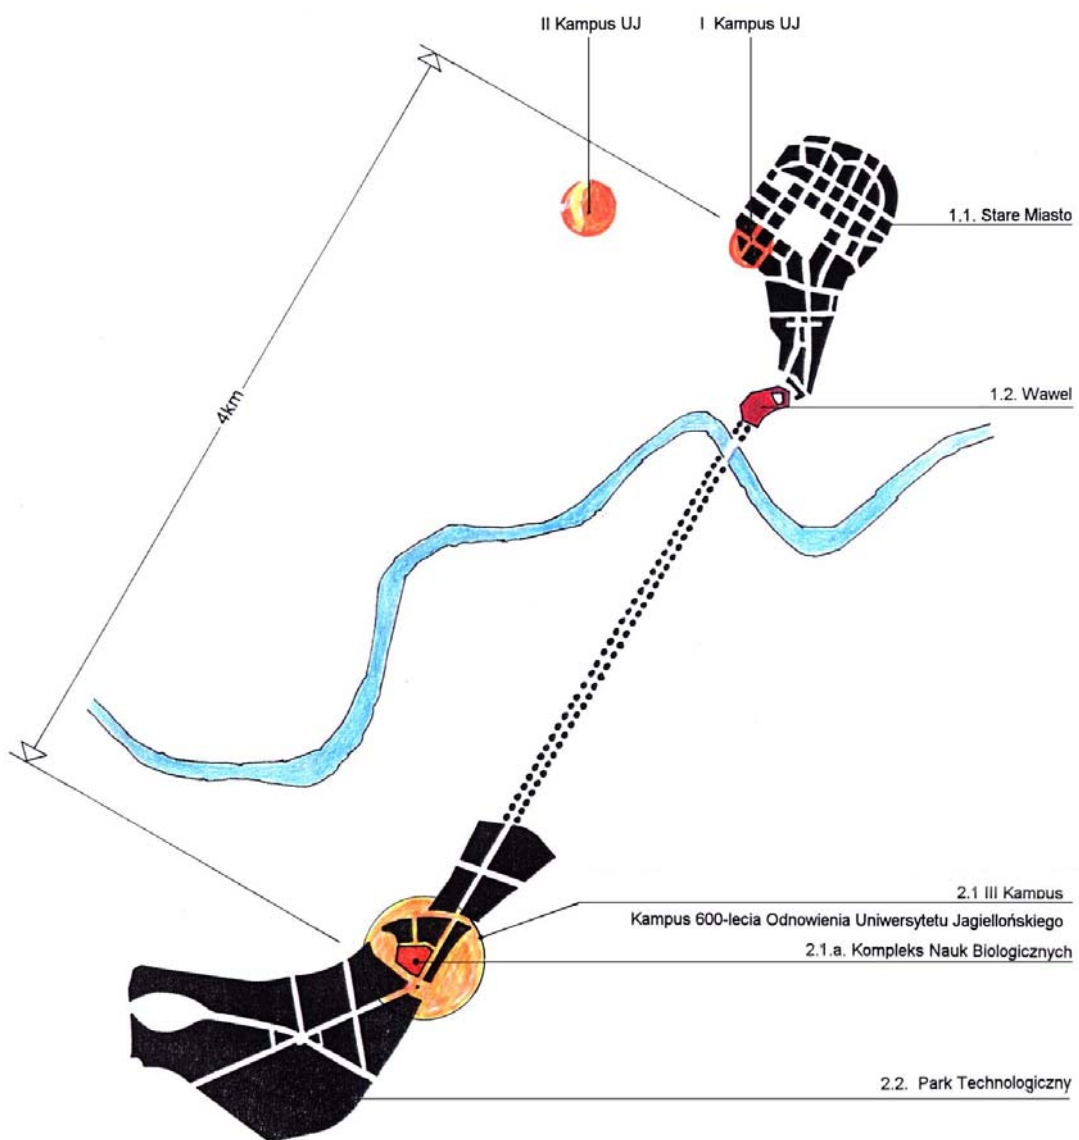 II Kampus UJ
I Kampus UJ
1.1. Stare Miasto
1.2. Wawel
4km
2.1 III Kampus
Kampus 600-lecia Odnowienia Uniwersytetu Jagiellońskiego
2.1.a. Kompleks Nauk Biologicznych
2.2. Park Technologiczny